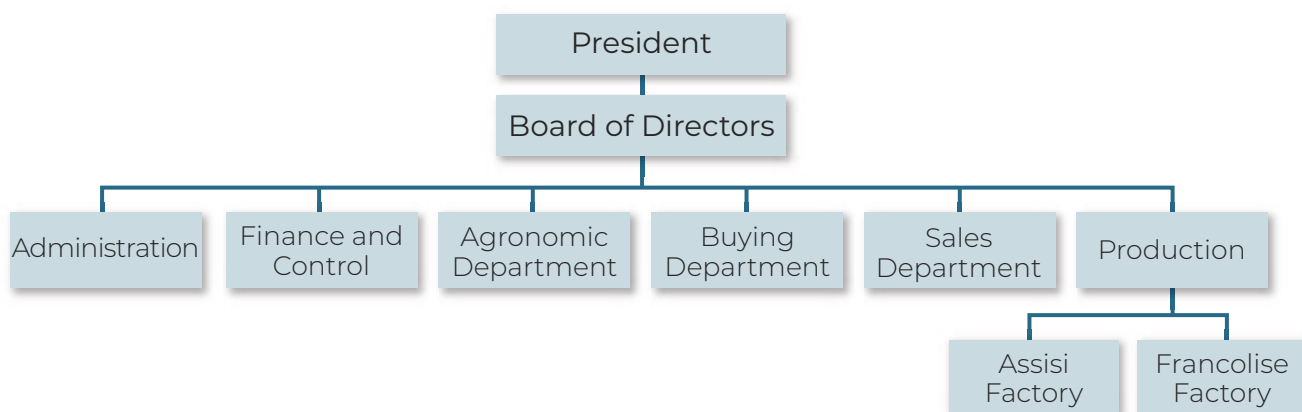 President
Board of Directors
Administration
Finance and
Control
Agronomic
Department
Buying
Department
Sales
Department
Production
Assisi
Factory
Francolise
Factory